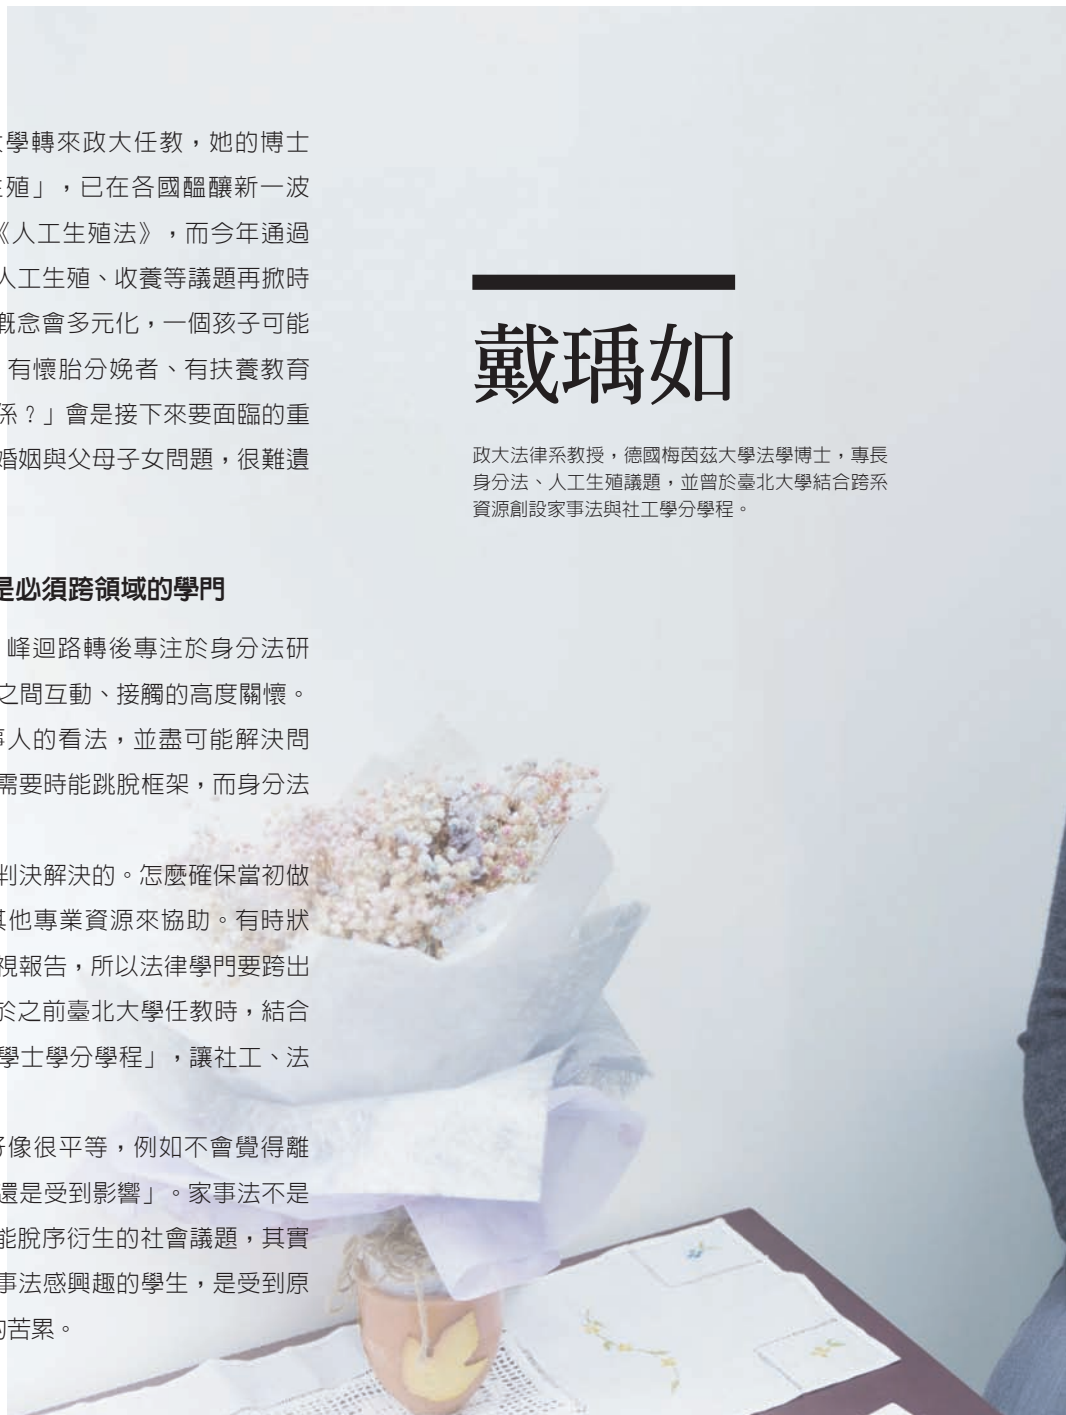 學轉來政大任教，她的博士
殖」，已在各國醞釀新一波
《人工生殖法》，而今年通過
人工生殖、收養等議題再掀時
概念會多元化，一個孩子可能
有懷胎分娩者、有扶養教育
係？」會是接下來要面臨的重
婚姻與父母子女問題，很難遺
是必須跨領域的學門
峰迴路轉後專注於身分法研
之間互動、接觸的高度關懷。
事人的看法，並盡可能解決問
需要時能跳脫框架，而身分法
判決解決的。怎麼確保當初做
其他專業資源來協助。有時狀
視報告，所以法律學門要跨出
於之前臺北大學任教時，結合
學士學分學程」，讓社工、法
好像很平等，例如不會覺得離
還是受到影響」。家事法不是
能脫序衍生的社會議題，其實
事法感興趣的學生，是受到原
的苦累。
戴瑀如
政大法律系教授，德國梅茵茲大學法學博士，專長
身分法、人工生殖議題，並曾於臺北大學結合跨系
資源創設家事法與社工學分學程。